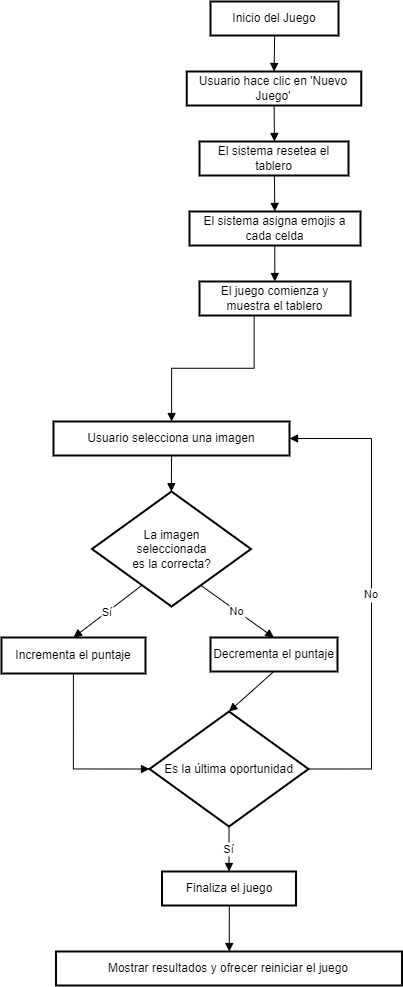 Inicio del Juego
Usuario hace clic en 'Nuevo
Juego'
El sistema resetea el
tablero
El sistema asigna emojis a
cada celda
El juego comienza y
muestra el tablero
Usuario selecciona una imagen
La imagen
seleccionada
es la correcta?
Sí
No
Incrementa el puntaje
Decrementa el puntaje
No
Es la última oportunidad
Sí
Finaliza el juego
Mostrar resultados y ofrecer reiniciar el juego